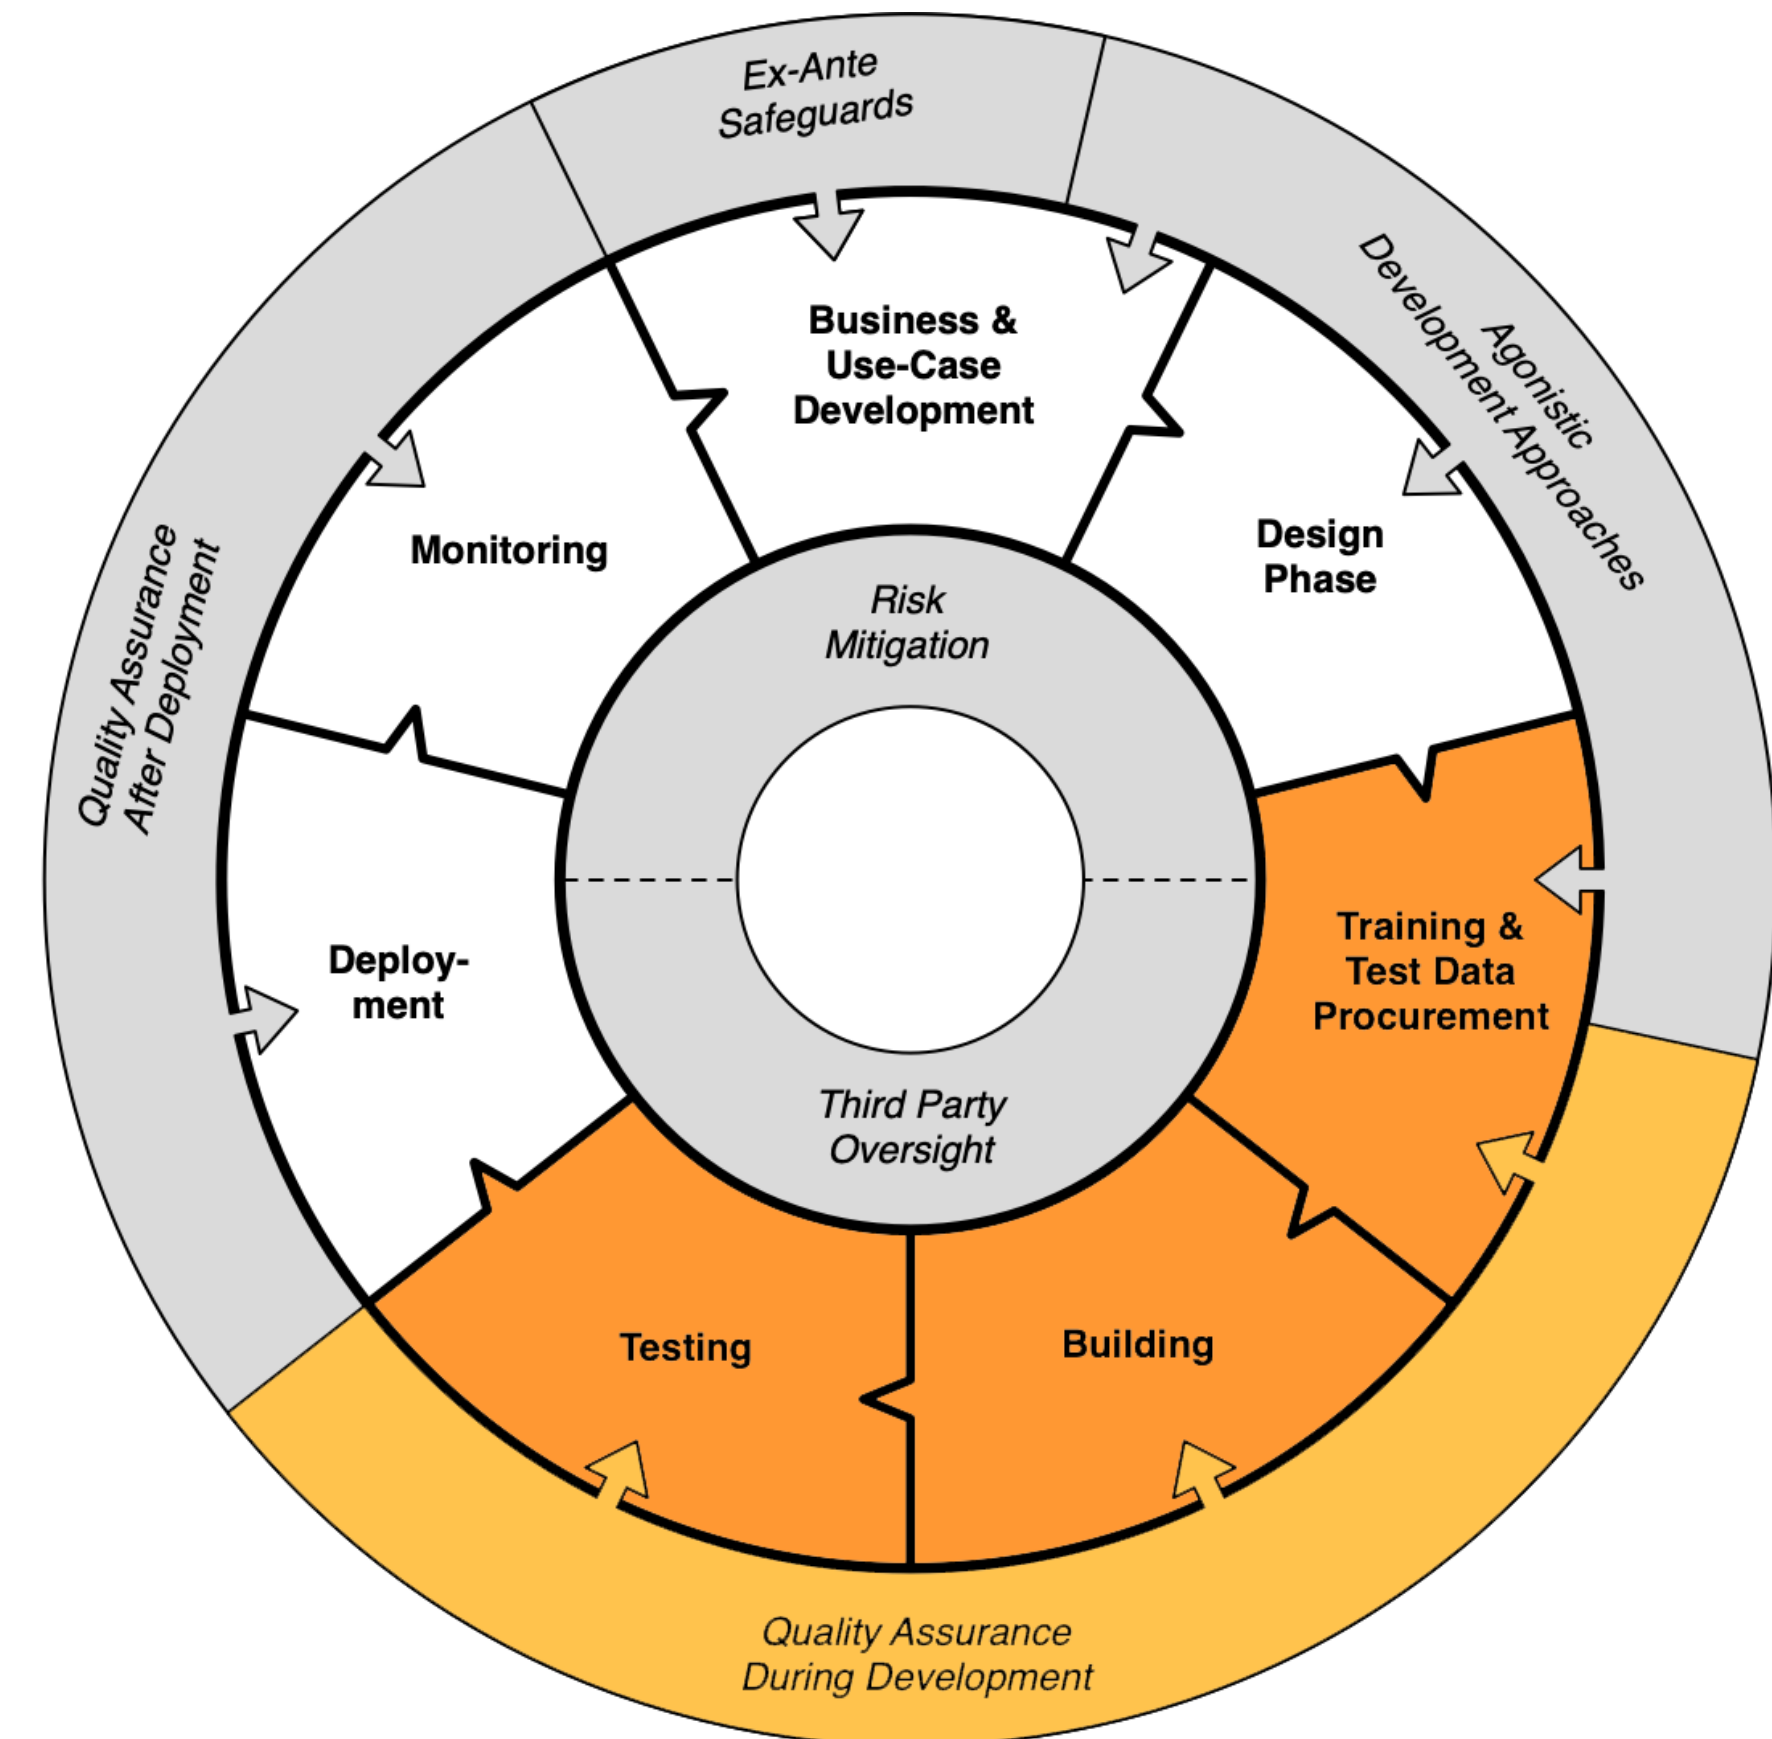 Ex-Ante
Safeguards
Agonistic
Development Approaches
Business &
Use-Case
Development
Monitoring
Design
Phase
Quality Assurance
After Deployment
Risk
Mitigation
Deploy-
ment
Training &
Test Data
Procurement
Third Party
Oversight
Testing
Building
Quality Assurance
During Development